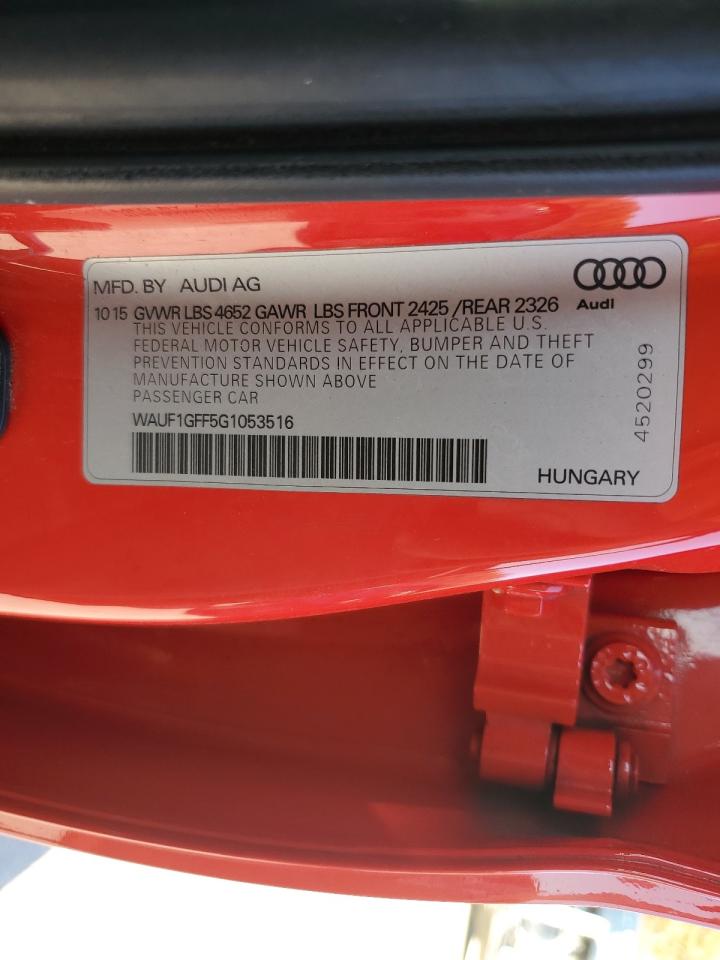 MFD. BY AUDI AG
Audi
10 15 GVWR LBS 4652 GAWR LBS FRONT 2425 /REAR 2326
THIS VEHICLE CONFORMS TO ALL APPLICABLE U.S.
FEDERAL MOTOR VEHICLE SAFETY, BUMPER AND THEFT
PREVENTION STANDARDS IN EFFECT ON THE DATE OF
MANUFACTURE SHOWN ABOVE
PASSENGER CAR
WAUF1GFF5G1053516
HUNGARY
4520299